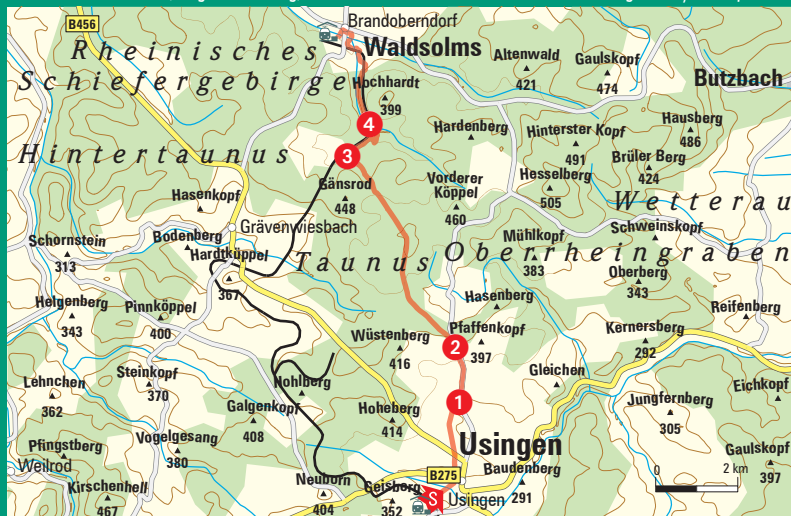 B456
Brandoberndorf
Waldsolms
Rheinisches
Schiefergebirge
Hochhardt
399
Altenwald
421
Gaulskopf
474
Butzbach
4
3
Hardenberg
Hinterster Kopf
491
Hausberg
486
Brüler Berg
424
Hintertaunus
Hasenkopf
Gänsrod
448
Vorderer
Köppel
460
Hesselberg
505
Wetterau
Schweinskopf
Schornstein
313
Bodenberg
Grävenwiesbach
Hardtküppel
367
Taunus
Oberrheingraben
Mühlkopf
383
Oberberg
343
Helgenberg
343
Pinnköppel
400
Hasenberg
Reifenberg
Wüstenberg
416
2
Pfaffenkopf
397
Kernersberg
292
Lehnchen
362
Steinkopf
370
Hohlberg
Gleichen
Eichkopf
Galgenkopf
408
Hoheberg
414
1
Jungfernberg
305
Pfingstberg
Vogelgesang
380
Usingen
Weilrod
B275
Baudenberg
291
Gaulskopf
397
Kirschenhell
467
Neuborn
404
Geisberg
352
S
Usingen
0
2 km